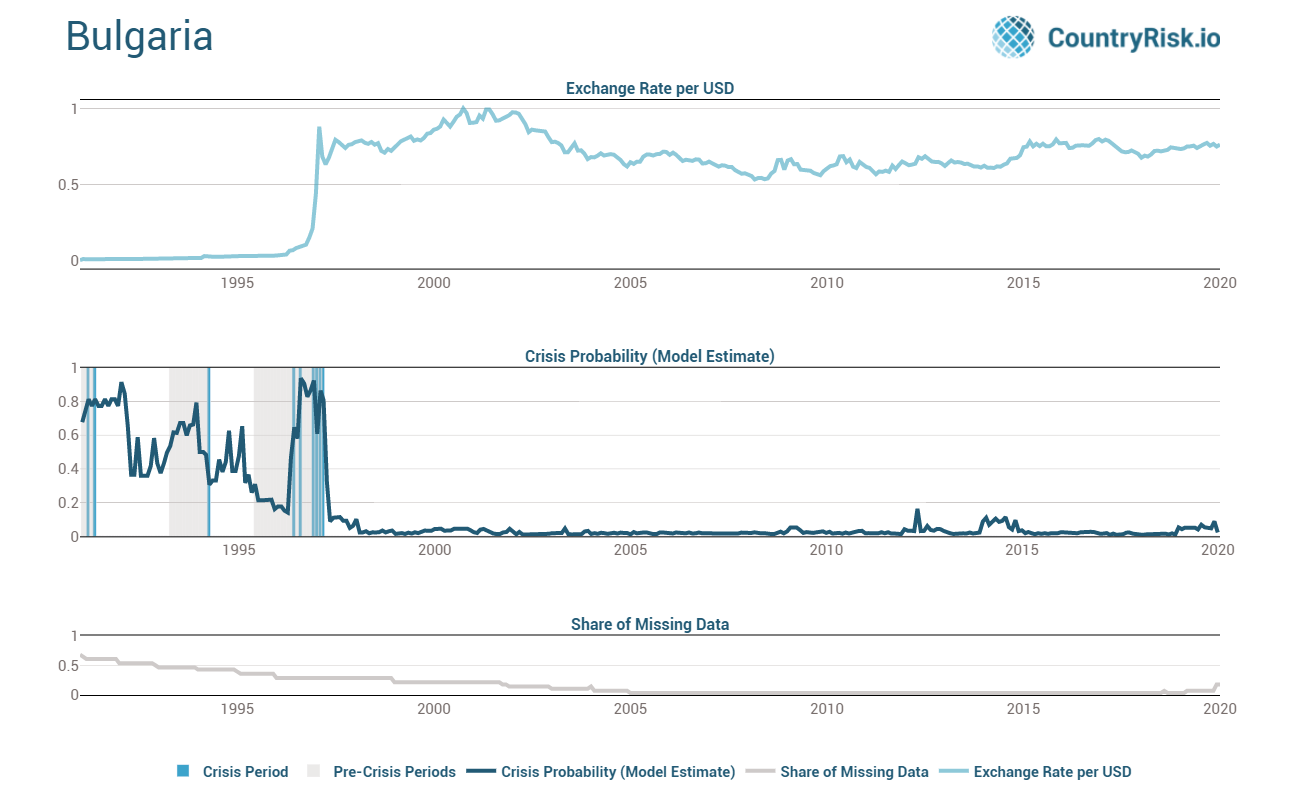 Bulgaria
CountryRisk.io
Exchange Rate per USD
1
0.5
0
1995 2000 2005 2010 2015 2020
Crisis Probability (Model Estimate)
1
0.8
0.6
0.4
0.2
0
1995 2000 2005 2010 2015 2020
Share of Missing Data
1
0.5
0
1995 2000 2005 2010 2015 2020
Crisis Period Pre-Crisis Periods Crisis Probability (Model Estimate) Share of Missing Data Exchange Rate per USD